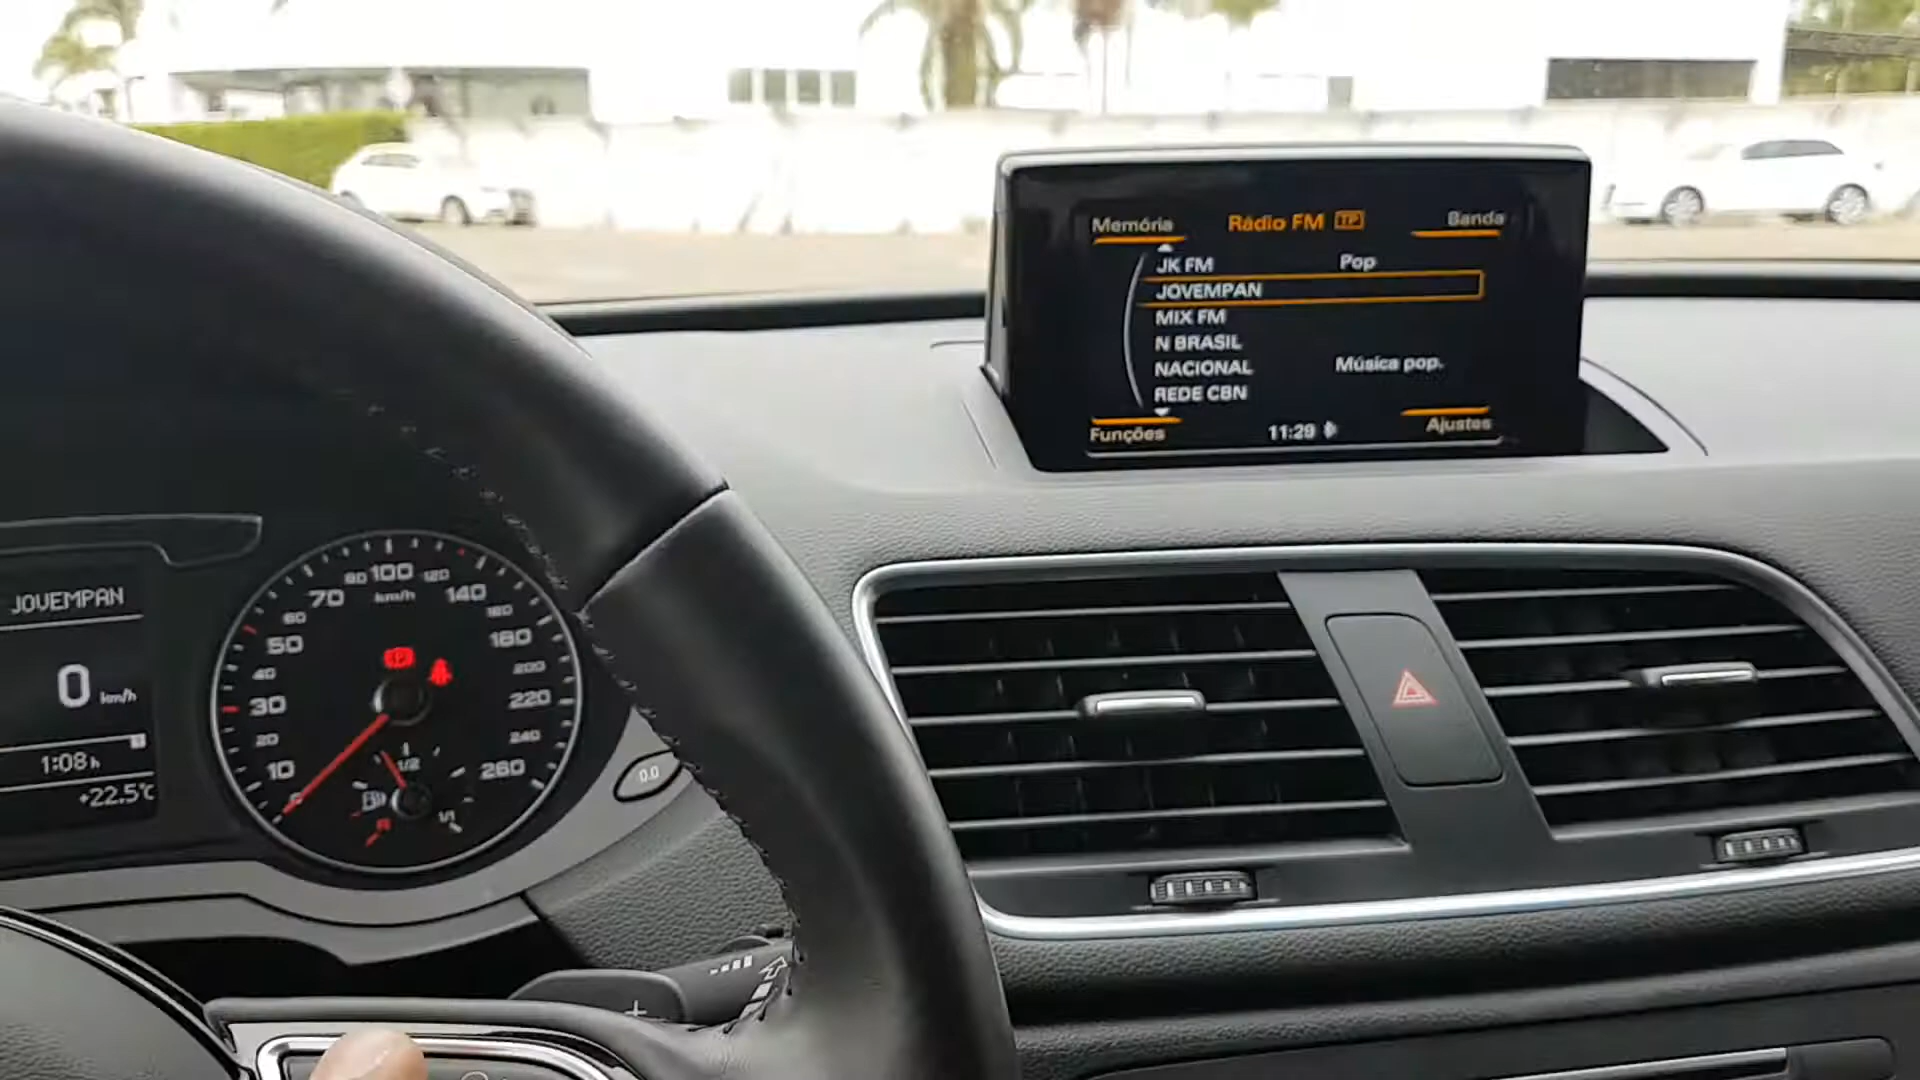 Memória Rádio FM TP Banda
JK FM Pop
JOVEMPAN
MIX FM
N BRASIL
NACIONAL Música pop.
REDE CBN
Funções 11:29 Ajustes
JOVEMPAN
0 km/h
1:08 h
+22.5°C
80 100 120
70 km/h 140
60 160
50 180
40 200
30 220
20 240
10 260
1/2
R 1/1
0.0
+